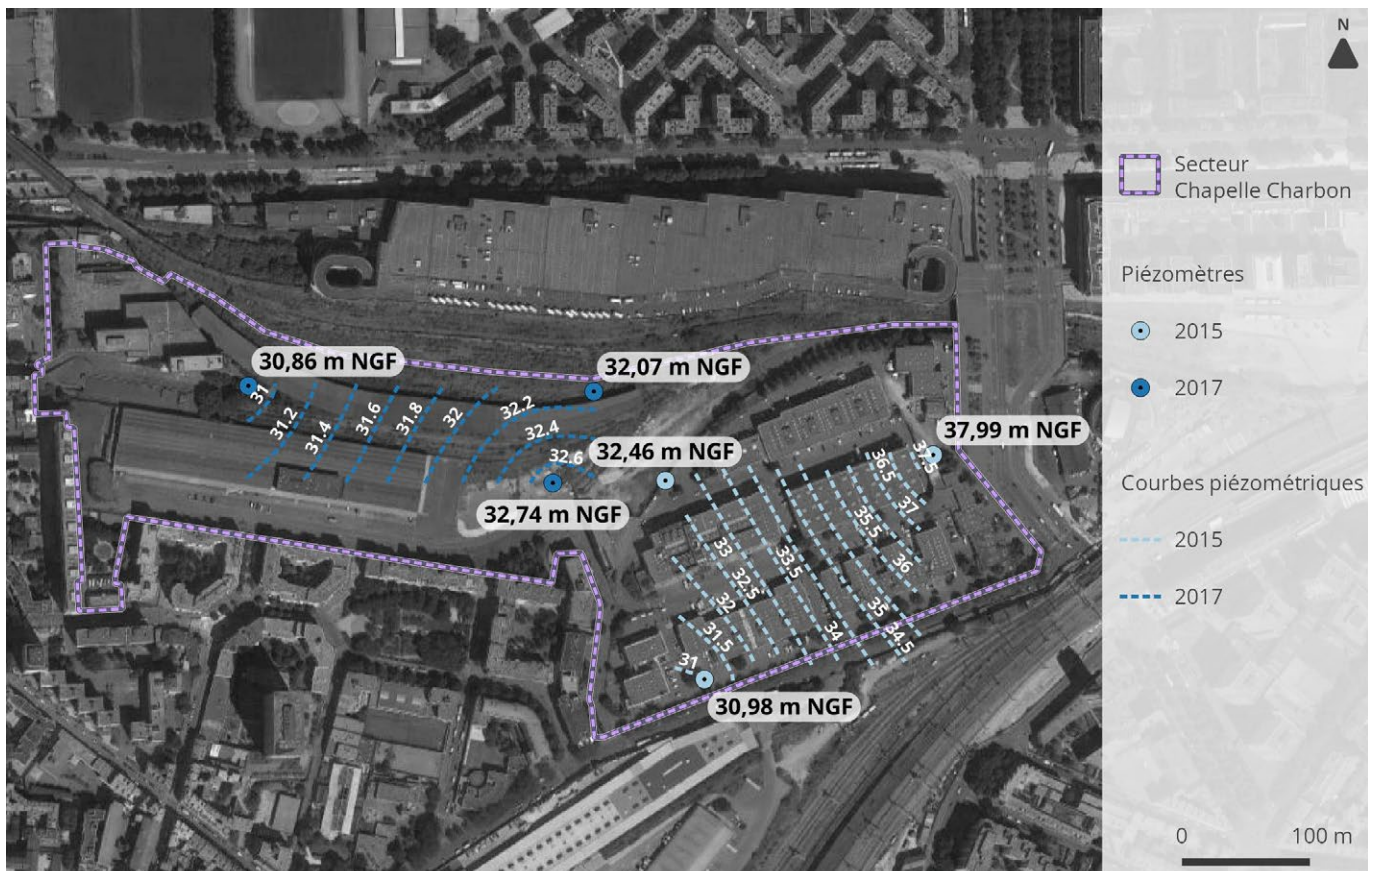 N
Secteur
Chapelle Charbon
Piézomètres
2015
2017
Courbes piézométriques
2015
2017
0 100 m
30,86 m NGF
32,07 m NGF
37,99 m NGF
32,46 m NGF
32,74 m NGF
30,98 m NGF
31
31.2
31.4
31.6
31.8
32
32.2
32.4
32.6
37.5
36.5
37
35.5
36
33
33.5
32.5
32
35
31.5
34
34.5
31